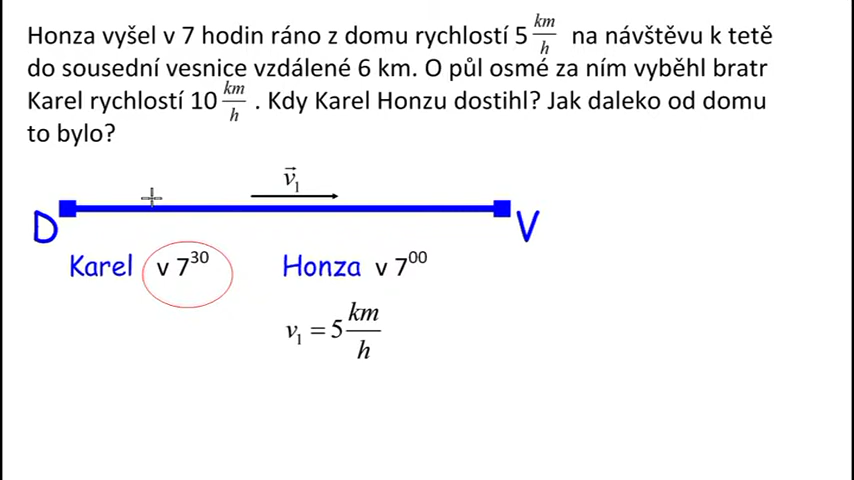 Honza vyšel v 7 hodin ráno z domu rychlostí 5 km/h na návštěvu k tetě
do sousední vesnice vzdálené 6 km. O půl osmé za ním vyběhl bratr
Karel rychlostí 10 km/h . Kdy Karel Honzu dostihl? Jak daleko od domu
to bylo?
v⃗₁
D V
Karel v 7³⁰ Honza v 7⁰⁰
v₁ = 5 km/h